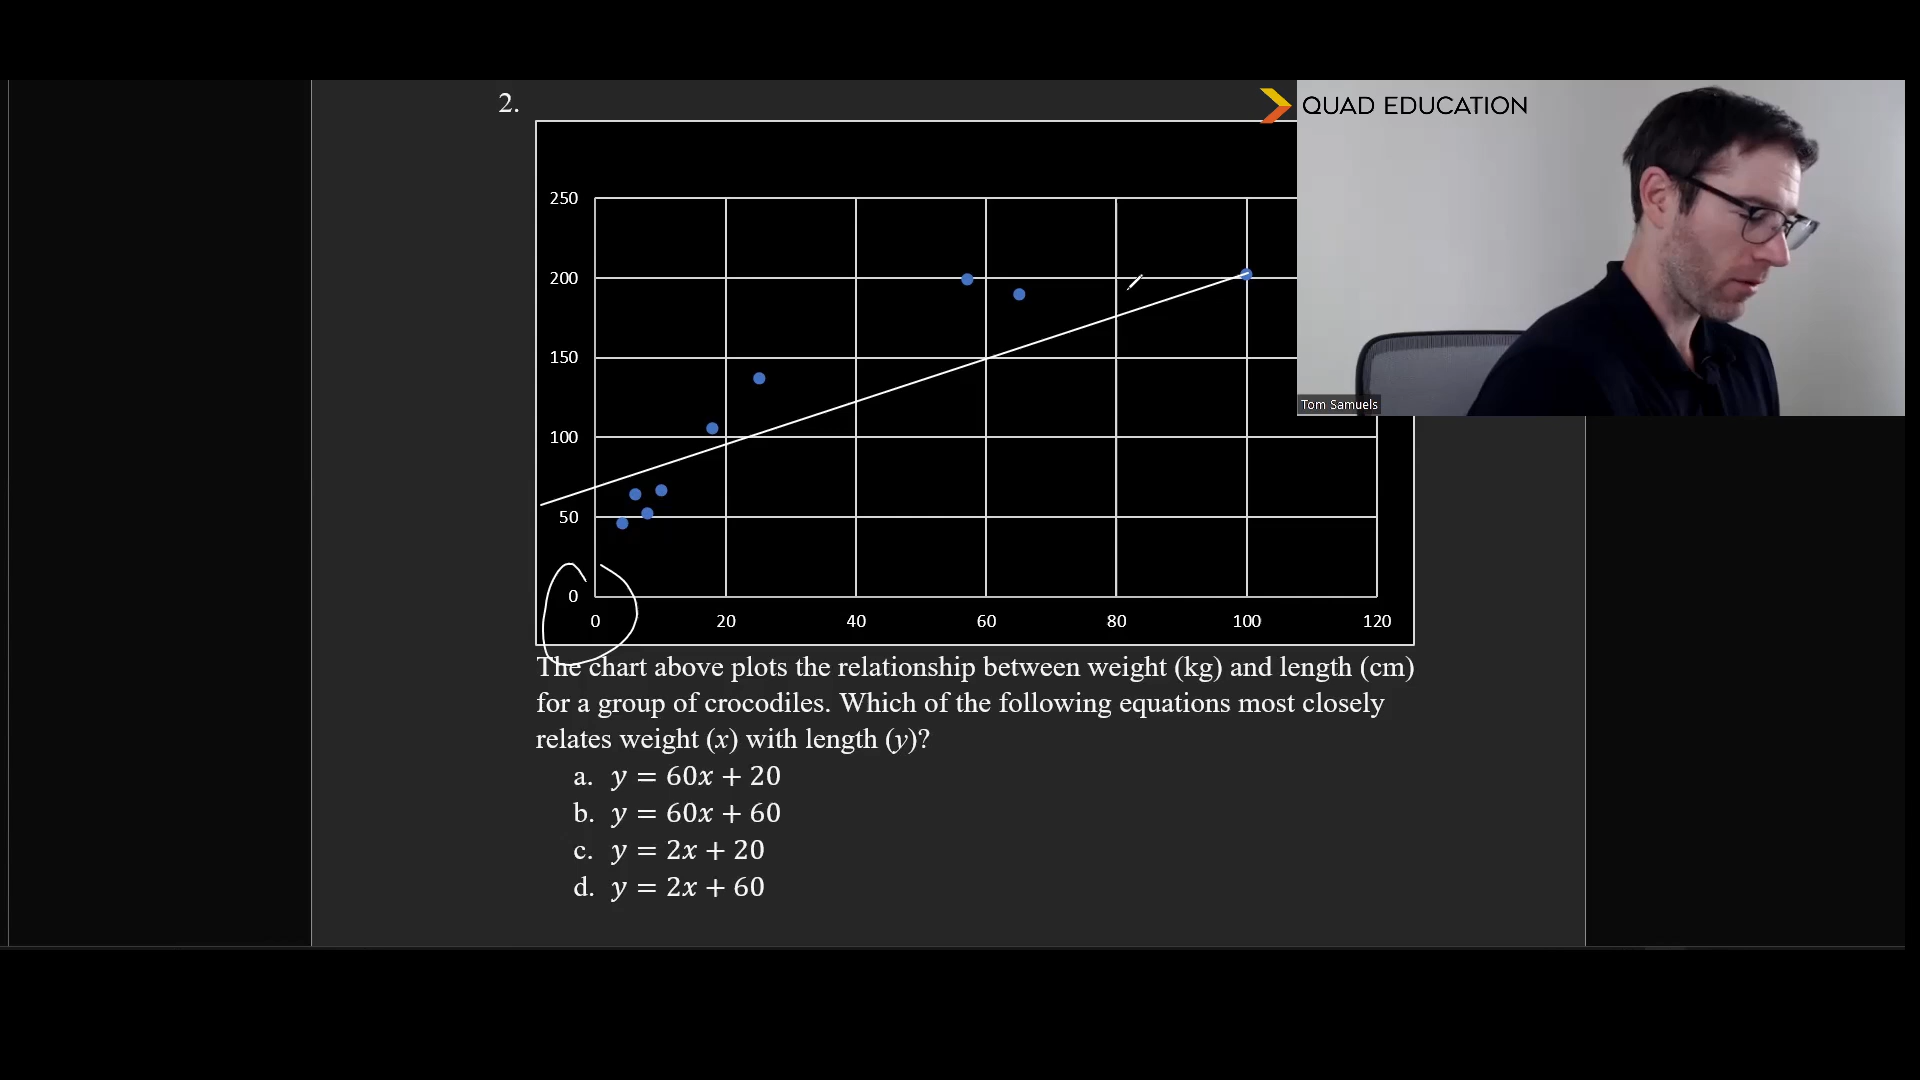 2.
QUAD EDUCATION
250
200
150
100
50
0
0 20 40 60 80 100 120
Tom Samuels
The chart above plots the relationship between weight (kg) and length (cm)
for a group of crocodiles. Which of the following equations most closely
relates weight (x) with length (y)?
a. y = 60x + 20
b. y = 60x + 60
c. y = 2x + 20
d. y = 2x + 60